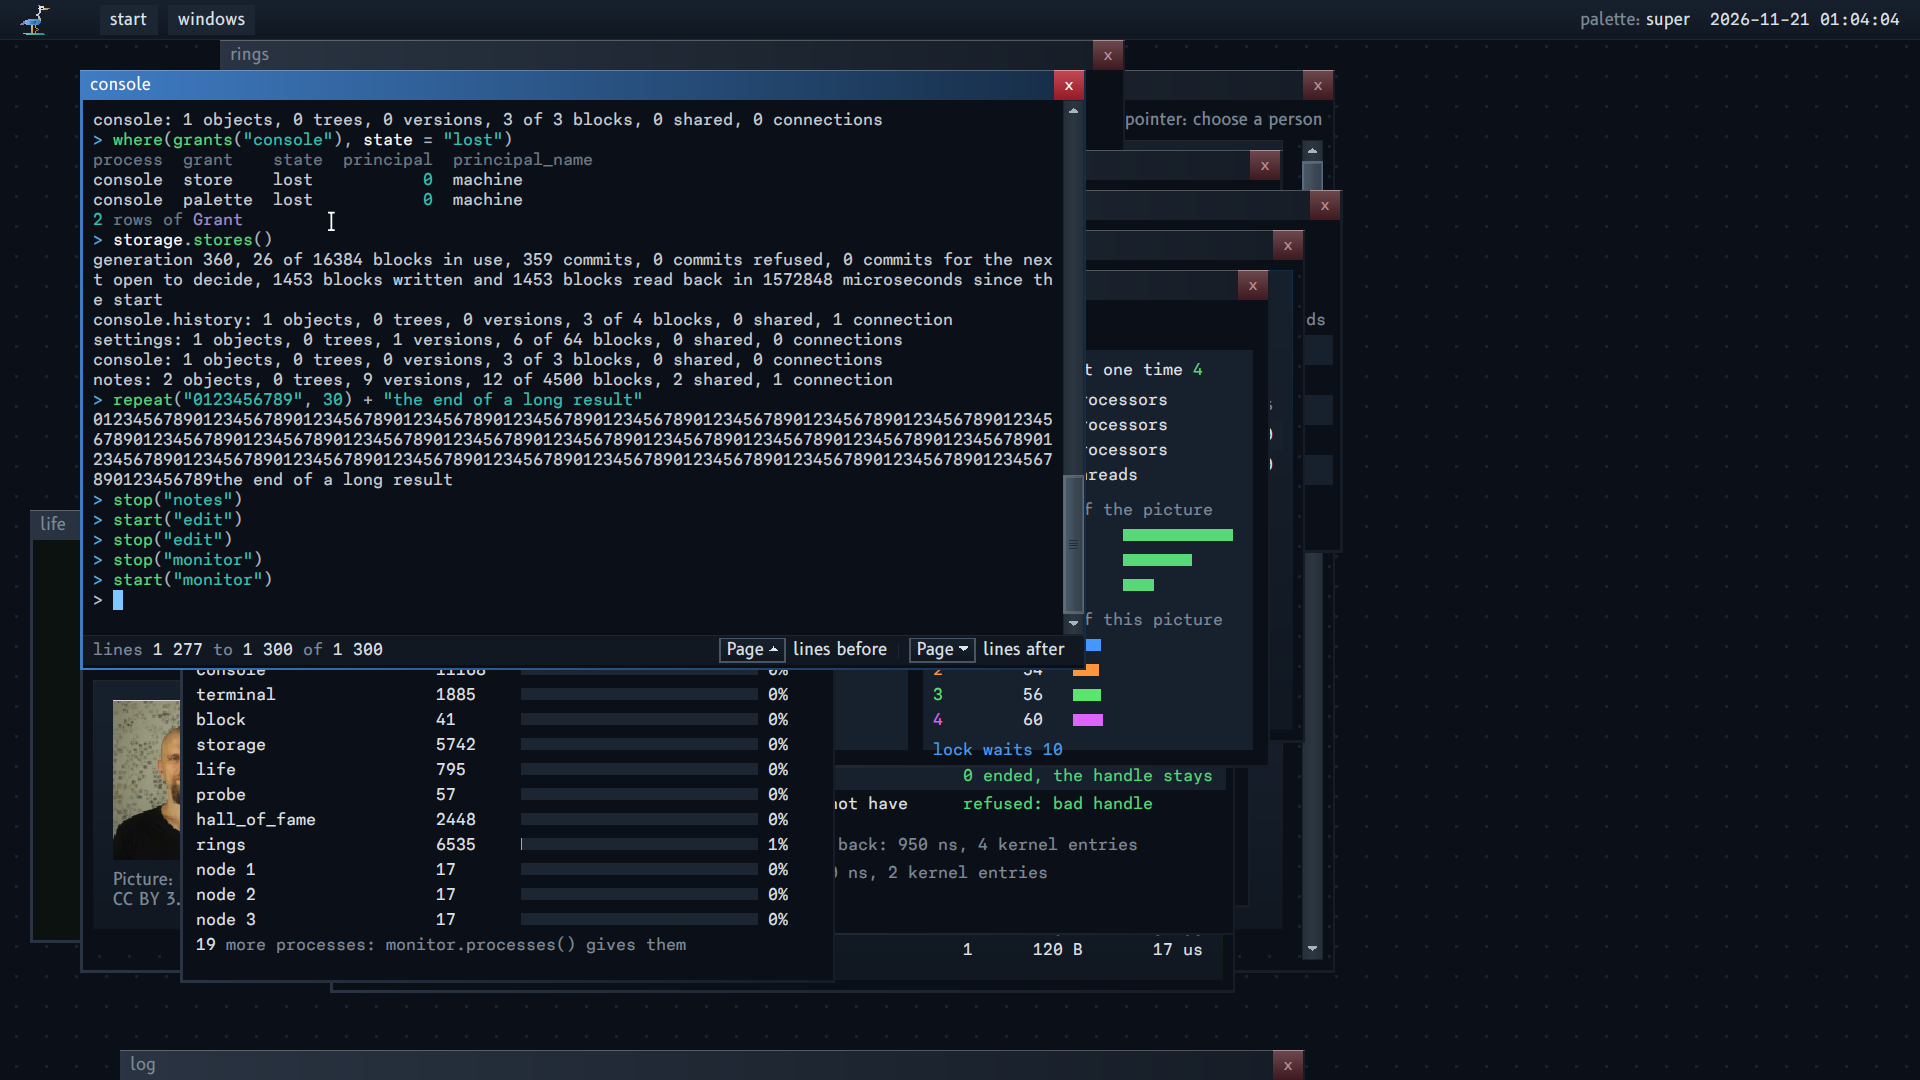 start
windows
palette: super 2026-11-21 01:04:04
rings
x
console
x
x
console: 1 objects, 0 trees, 0 versions, 3 of 3 blocks, 0 shared, 0 connections
pointer: choose a person
> where(grants("console"), state = "lost")
process grant state principal principal_name
x
console store lost 0 machine
console palette lost 0 machine
x
2 rows of Grant
> storage.stores()
x
generation 360, 26 of 16384 blocks in use, 359 commits, 0 commits refused, 0 commits for the nex
t open to decide, 1453 blocks written and 1453 blocks read back in 1572848 microseconds since th
x
e start
console.history: 1 objects, 0 trees, 0 versions, 3 of 4 blocks, 0 shared, 1 connection
ds
settings: 1 objects, 0 trees, 1 versions, 6 of 64 blocks, 0 shared, 0 connections
console: 1 objects, 0 trees, 0 versions, 3 of 3 blocks, 0 shared, 0 connections
t one time 4
notes: 2 objects, 0 trees, 9 versions, 12 of 4500 blocks, 2 shared, 1 connection
> repeat("0123456789", 30) + "the end of a long result"
ocessors
012345678901234567890123456789012345678901234567890123456789012345678901234567890123456789012345
ocessors
678901234567890123456789012345678901234567890123456789012345678901234567890123456789012345678901
ocessors
234567890123456789012345678901234567890123456789012345678901234567890123456789012345678901234567
reads
890123456789the end of a long result
> stop("notes")
f the picture
> start("edit")
life
> stop("edit")
> stop("monitor")
> start("monitor")
>
f this picture
lines 1 277 to 1 300 of 1 300
Page lines before
Page lines after
console 11168 0%
2 54
terminal 1885 0%
3 56
block 41 0%
4 60
storage 5742 0%
lock waits 10
life 795 0%
0 ended, the handle stays
probe 57 0%
not have refused: bad handle
hall_of_fame 2448 0%
rings 6535 1%
back: 950 ns, 4 kernel entries
node 1 17 0%
ns, 2 kernel entries
Picture:
CC BY 3.
node 2 17 0%
node 3 17 0%
19 more processes: monitor.processes() gives them
1 120 B 17 us
log
x